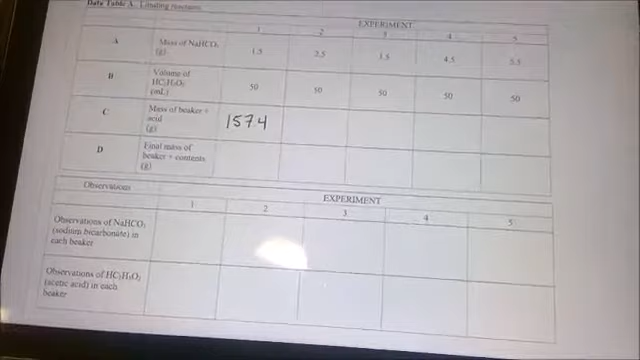 Data Table A. Limiting reactants
EXPERIMENT
1 2 3 4 5
A Mass of NaHCO₃ (g) 1.5 2.5 3.5 4.5 5.5
B Volume of HC₂H₃O₂ (mL) 50 50 50 50 50
C Mass of beaker + acid (g) 157.4
D Final mass of beaker + contents (g)
Observations
EXPERIMENT
1 2 3 4 5
Observations of NaHCO₃
(sodium bicarbonate) in
each beaker
Observations of HC₂H₃O₂
(acetic acid) in each
beaker